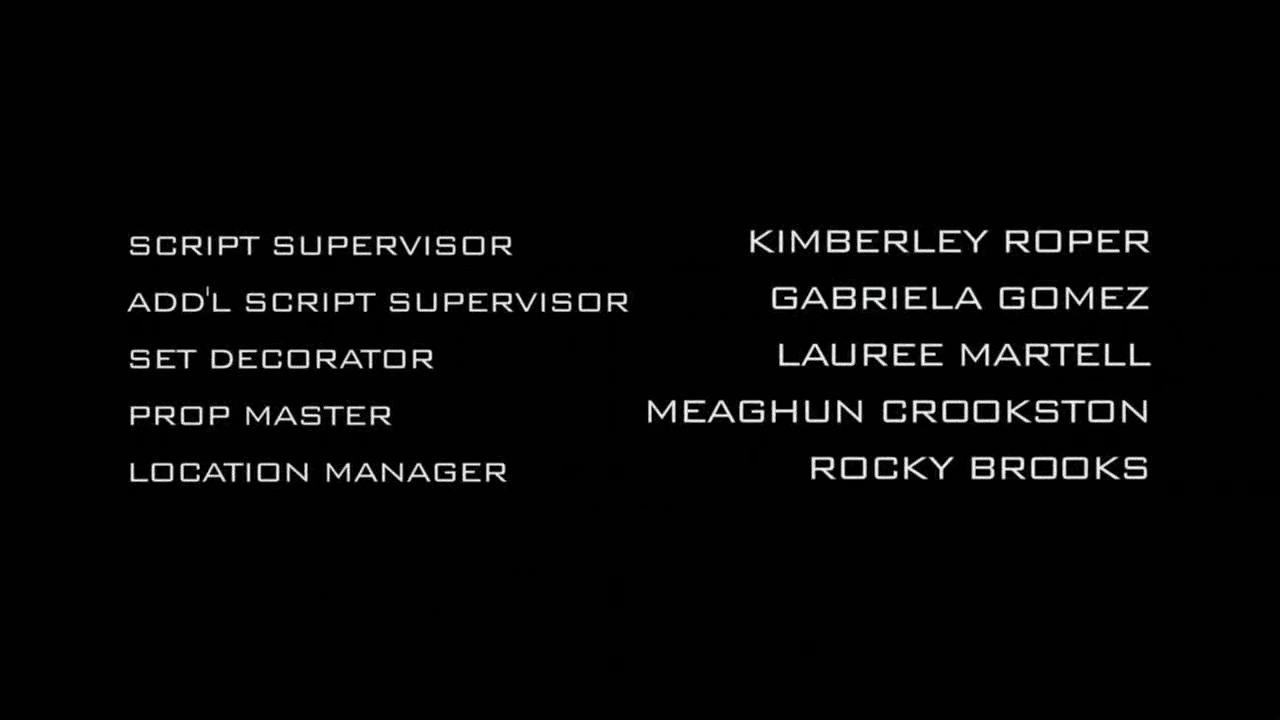 SCRIPT SUPERVISOR KIMBERLEY ROPER
ADD'L SCRIPT SUPERVISOR GABRIELA GOMEZ
SET DECORATOR LAUREE MARTELL
PROP MASTER MEAGHUN CROOKSTON
LOCATION MANAGER ROCKY BROOKS